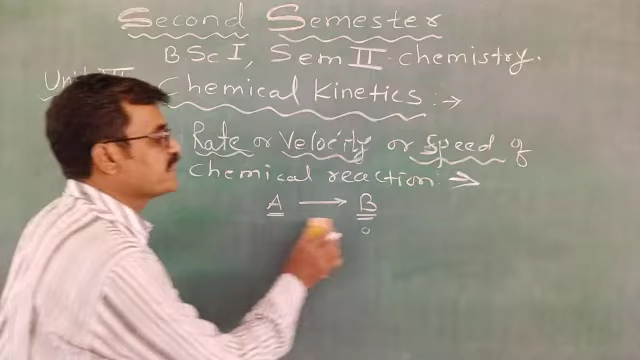 Second Semester
BSc I, Sem II chemistry.
Chemical Kinetics :→
Rate or Velocity or Speed of
chemical reaction: →
A → B
o